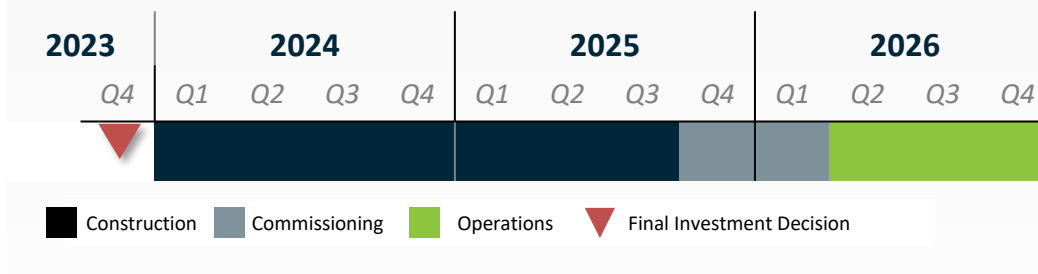 2023 2024 2025 2026
Q4 Q1 Q2 Q3 Q4 Q1 Q2 Q3 Q4 Q1 Q2 Q3 Q4
Construction Commissioning Operations Final Investment Decision